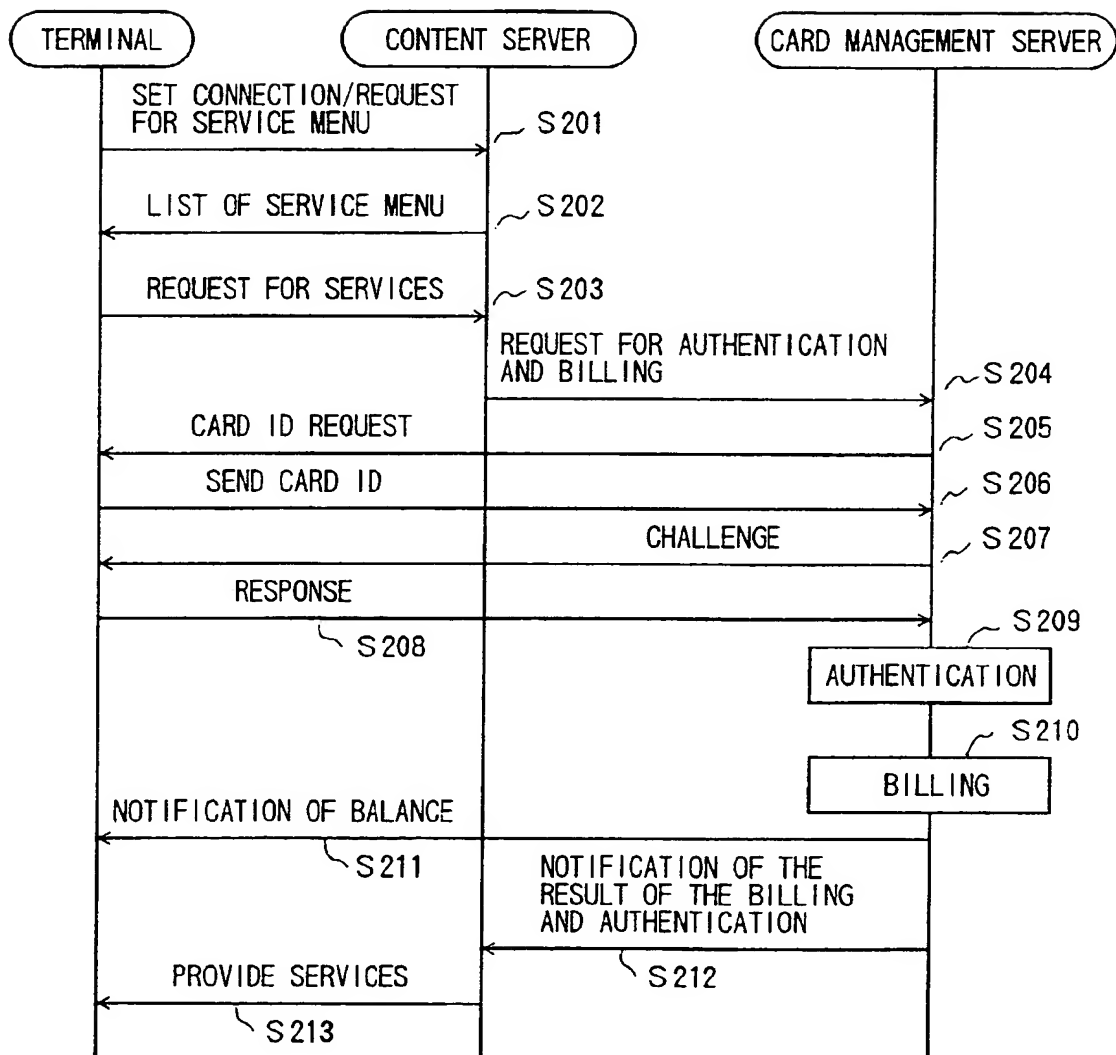 TERMINAL
CONTENT SERVER
CARD MANAGEMENT SERVER
SET CONNECTION/REQUEST
FOR SERVICE MENU
S201
LIST OF SERVICE MENU
S202
REQUEST FOR SERVICES
S203
REQUEST FOR AUTHENTICATION
AND BILLING
S204
CARD ID REQUEST
S205
SEND CARD ID
S206
CHALLENGE
S207
RESPONSE
S208
S209
AUTHENTICATION
S210
BILLING
NOTIFICATION OF BALANCE
S211
NOTIFICATION OF THE
RESULT OF THE BILLING
AND AUTHENTICATION
S212
PROVIDE SERVICES
S213